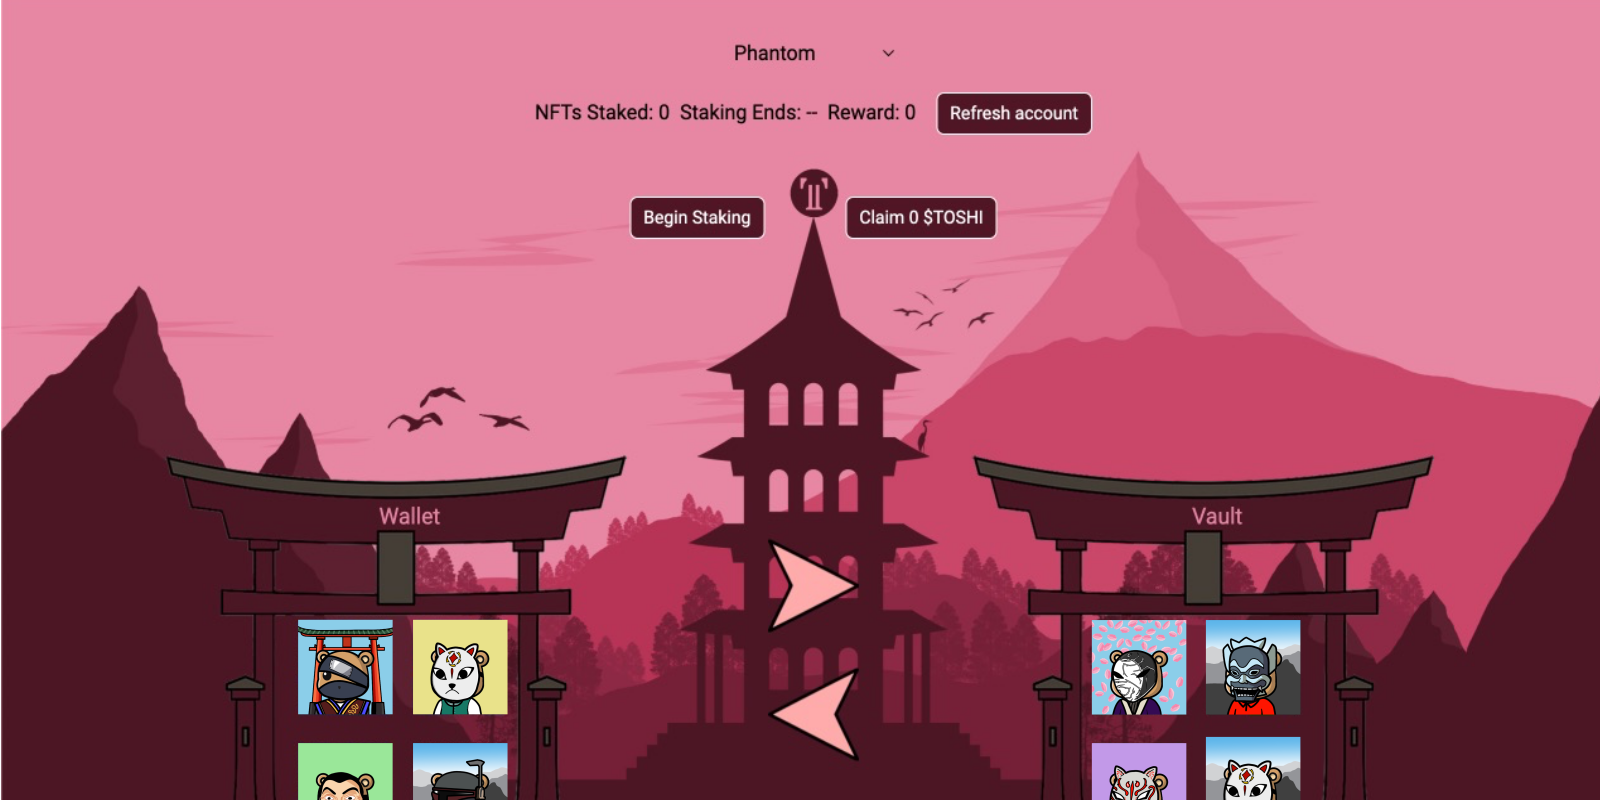 Phantom
NFTs Staked: 0 Staking Ends: -- Reward: 0 Refresh account
Begin Staking Claim 0 $TOSHI
Wallet Vault